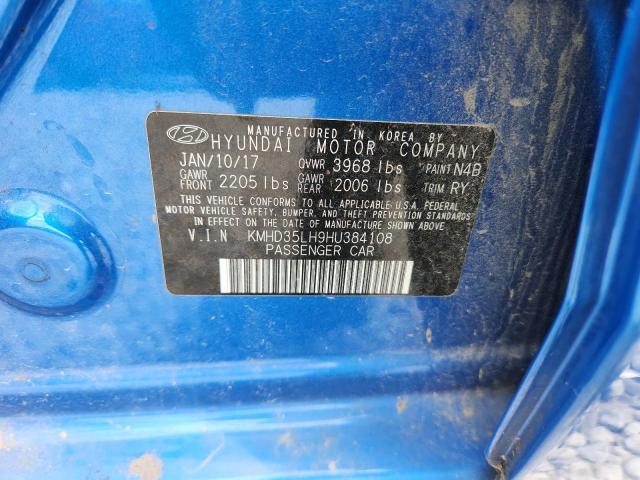 MANUFACTURED IN KOREA BY
HYUNDAI MOTOR COMPANY
JAN/10/17 GVWR 3968 lbs PAINT N4B
GAWR FRONT 2205 lbs GAWR REAR 2006 lbs TRIM RY
THIS VEHICLE CONFORMS TO ALL APPLICABLE U.S.A. FEDERAL
MOTOR VEHICLE SAFETY, BUMPER, AND THEFT PREVENTION STANDARDS
IN EFFECT ON THE DATE OF MANUFACTURE SHOWN ABOVE.
V.I.N KMHD35LH9HU384108
PASSENGER CAR